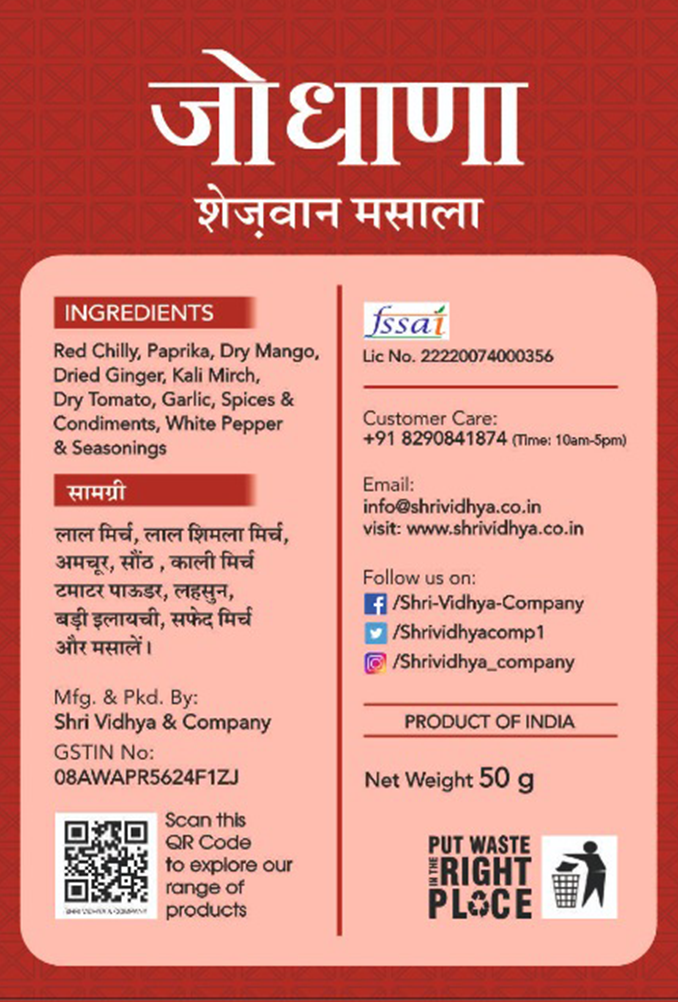 जोधाणा
शेज़वान मसाला
INGREDIENTS
Red Chilly, Paprika, Dry Mango,
Dried Ginger, Kali Mirch,
Dry Tomato, Garlic, Spices &
Condiments, White Pepper
& Seasonings
सामग्री
लाल मिर्च, लाल शिमला मिर्च,
अमचूर, सौंठ , काली मिर्च
टमाटर पाऊडर, लहसुन,
बड़ी इलायची, सफेद मिर्च
और मसालें।
Mfg. & Pkd. By:
Shri Vidhya & Company
GSTIN No:
08AWAPR5624F1ZJ
SHRI VIDHYA & COMPANY
Scan this
QR Code
to explore our
range of
products
fssai
Lic No. 22220074000356
Customer Care:
+91 8290841874 (Time: 10am-5pm)
Email:
info@shrividhya.co.in
visit: www.shrividhya.co.in
Follow us on:
/Shri-Vidhya-Company
/Shrividhyacomp1
/Shrividhya_company
PRODUCT OF INDIA
Net Weight 50 g
PUT WASTE
IN THE RIGHT
PLACE